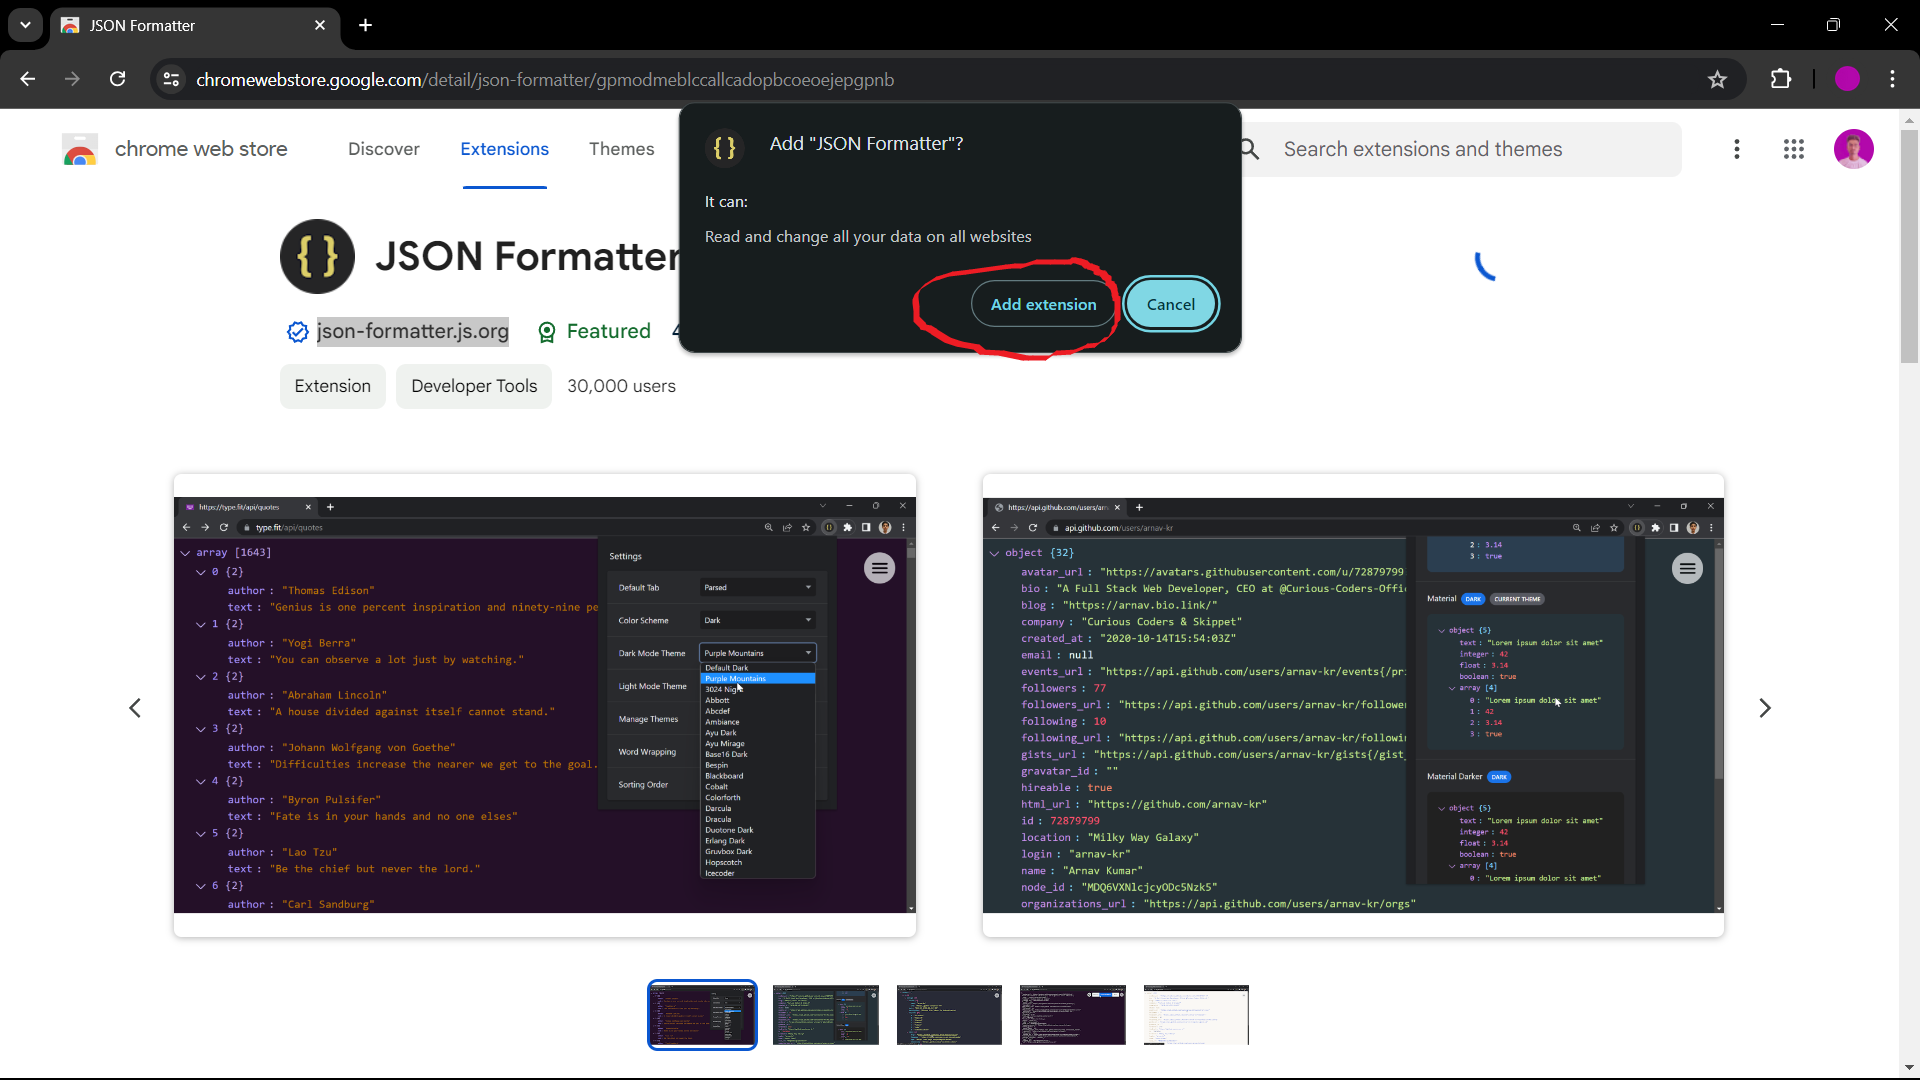 JSON Formatter
chromewebstore.google.com/detail/json-formatter/gpmodmeblccallcadopbcoeoejepgpnb
chrome web store
Discover
Extensions
Themes
Search extensions and themes
Add "JSON Formatter"?
It can:
Read and change all your data on all websites
Add extension
Cancel
{ } JSON Formatter
json-formatter.js.org
Featured
Extension
Developer Tools
30,000 users
https://type.fit/api/quotes
type.fit/api/quotes
array [1643]
0 {2}
author : "Thomas Edison"
text : "Genius is one percent inspiration and ninety-nine pe
1 {2}
author : "Yogi Berra"
text : "You can observe a lot just by watching."
2 {2}
author : "Abraham Lincoln"
text : "A house divided against itself cannot stand."
3 {2}
author : "Johann Wolfgang von Goethe"
text : "Difficulties increase the nearer we get to the goal.
4 {2}
author : "Byron Pulsifer"
text : "Fate is in your hands and no one elses"
5 {2}
author : "Lao Tzu"
text : "Be the chief but never the lord."
6 {2}
author : "Carl Sandburg"
Settings
Default Tab
Parsed
Color Scheme
Dark
Dark Mode Theme
Purple Mountains
Light Mode Theme
Manage Themes
Word Wrapping
Sorting Order
Default Dark
Purple Mountains
3024 Night
Abbott
Abcdef
Ambiance
Ayu Dark
Ayu Mirage
Base16 Dark
Bespin
Blackboard
Cobalt
Colorforth
Darcula
Dracula
Duotone Dark
Erlang Dark
Gruvbox Dark
Hopscotch
Icecoder
https://api.github.com/users/arn
api.github.com/users/arnav-kr
object {32}
avatar_url : "https://avatars.githubusercontent.com/u/72879799
bio : "A Full Stack Web Developer, CEO at @Curious-Coders-Offi
blog : "https://arnav.bio.link/"
company : "Curious Coders & Skippet"
created_at : "2020-10-14T15:54:03Z"
email : null
events_url : "https://api.github.com/users/arnav-kr/events{/pri
followers : 77
followers_url : "https://api.github.com/users/arnav-kr/follower
following : 10
following_url : "https://api.github.com/users/arnav-kr/followin
gists_url : "https://api.github.com/users/arnav-kr/gists{/gist_
gravatar_id : ""
hireable : true
html_url : "https://github.com/arnav-kr"
id : 72879799
location : "Milky Way Galaxy"
login : "arnav-kr"
name : "Arnav Kumar"
node_id : "MDQ6VXNlcjcyODc5Nzk5"
organizations_url : "https://api.github.com/users/arnav-kr/orgs"
2 : 3.14
3 : true
Material DARK CURRENT THEME
object {5}
text : "Lorem ipsum dolor sit amet"
integer : 42
float : 3.14
boolean : true
array [4]
0 : "Lorem ipsum dolor sit amet"
1 : 42
2 : 3.14
3 : true
Material Darker DARK
object {5}
text : "Lorem ipsum dolor sit amet"
integer : 42
float : 3.14
boolean : true
array [4]
0 : "Lorem ipsum dolor sit amet"